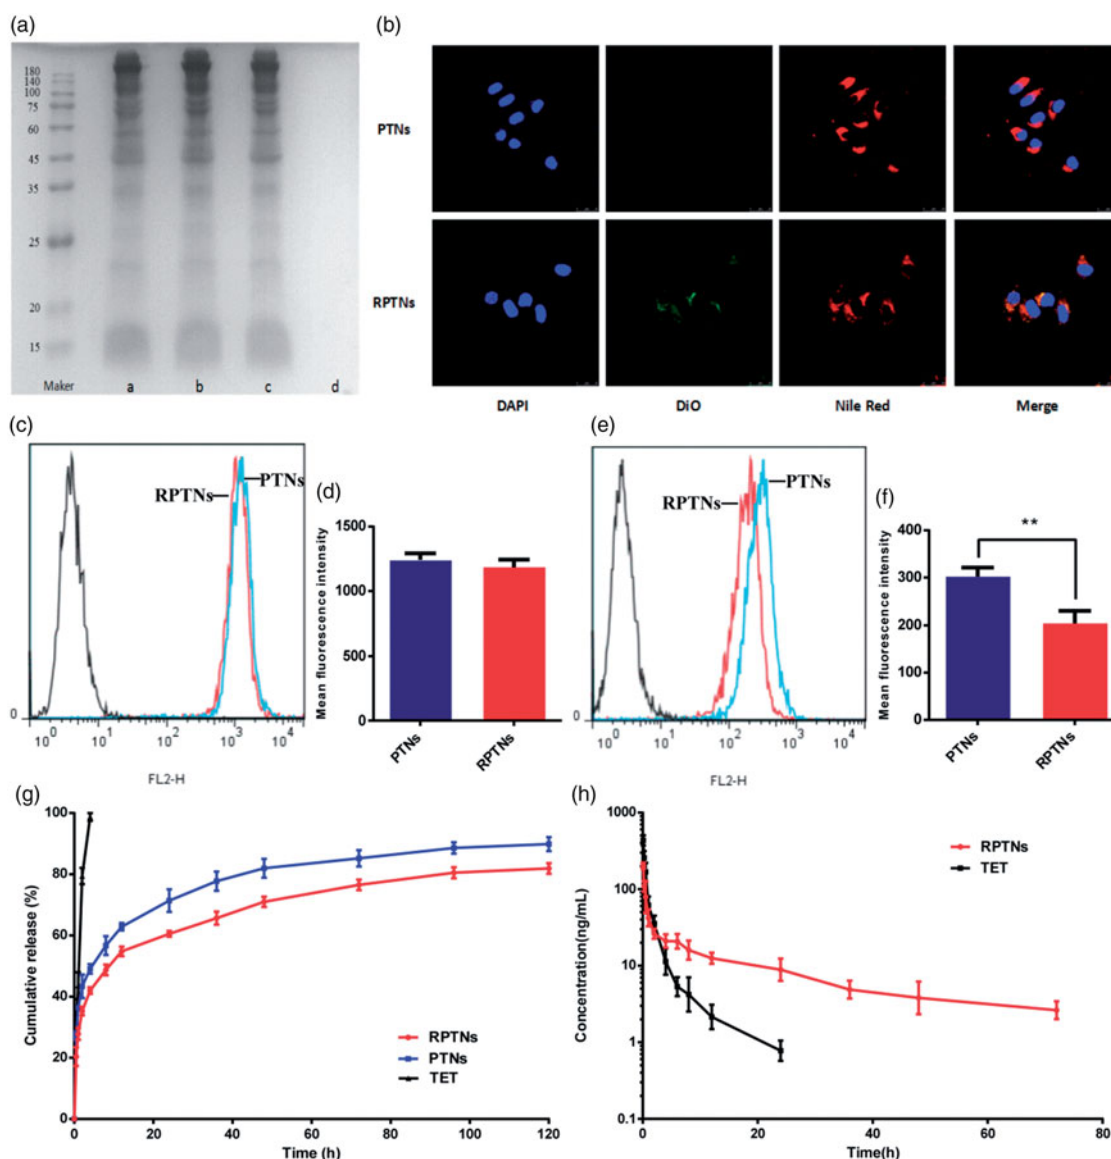 (a)
180
140
100
75
60
45
35
25
20
15
Maker a b c d
(b)
PTNs
RPTNs
DAPI DiO Nile Red Merge
(c)
RPTNs PTNs
0
10^0 10^1 10^2 10^3 10^4
FL2-H
(d)
Mean fluorescence intensity
1500
1000
500
0
PTNs RPTNs
(e)
RPTNs PTNs
0
10^0 10^1 10^2 10^3 10^4
FL2-H
(f)
Mean fluorescence intensity
400
300
200
100
0
**
PTNs RPTNs
(g)
Cumulative release (%)
100
80
60
40
20
0
RPTNs
PTNs
TET
0 20 40 60 80 100 120
Time (h)
(h)
Concentration(ng/mL)
1000
100
10
1
0.1
RPTNs
TET
0 20 40 60 80
Time(h)